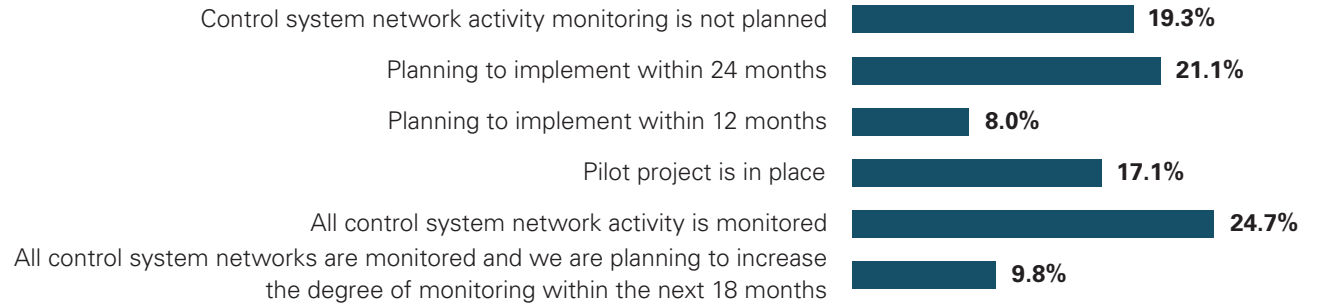 Control system network activity monitoring is not planned 19.3%
Planning to implement within 24 months 21.1%
Planning to implement within 12 months 8.0%
Pilot project is in place 17.1%
All control system network activity is monitored 24.7%
All control system networks are monitored and we are planning to increase
the degree of monitoring within the next 18 months 9.8%